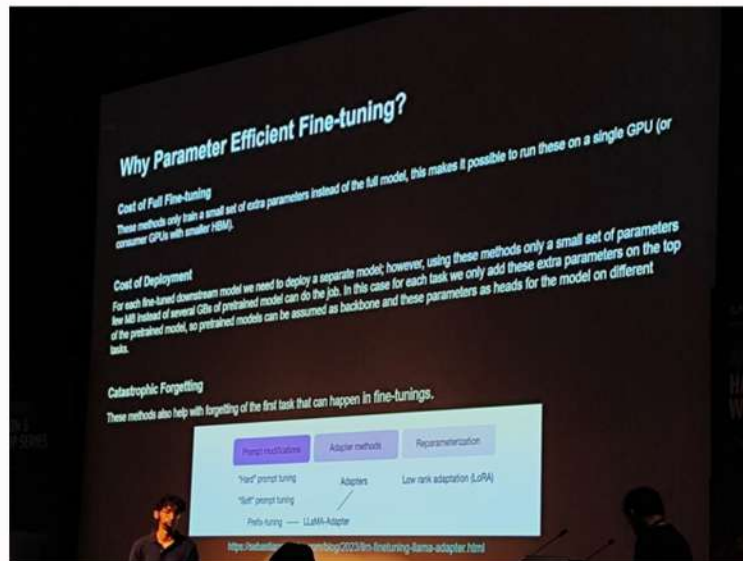 Why Parameter Efficient Fine-tuning?
Cost of Full Fine-tuning
These methods only train a small set of extra parameters instead of the full model, this makes it possible to run these on a single GPU (or
consumer GPUs with smaller HBM).
Cost of Deployment
For each fine-tuned downstream model we need to deploy a separate model; however, using these methods only a small set of parameters
few MB instead of several GBs of pretrained model can do the job. In this case for each task we only add these extra parameters on the top
of the pretrained model, so pretrained models can be assumed as backbone and these parameters as heads for the model on different
tasks.
Catastrophic Forgetting
These methods also help with forgetting of the first task that can happen in fine-tunings.
Prompt modifications Adapter methods Reparameterization
"Hard" prompt tuning Adapters Low rank adaptation (LoRA)
"Soft" prompt tuning
Prefix-tuning LLaMA-Adapter